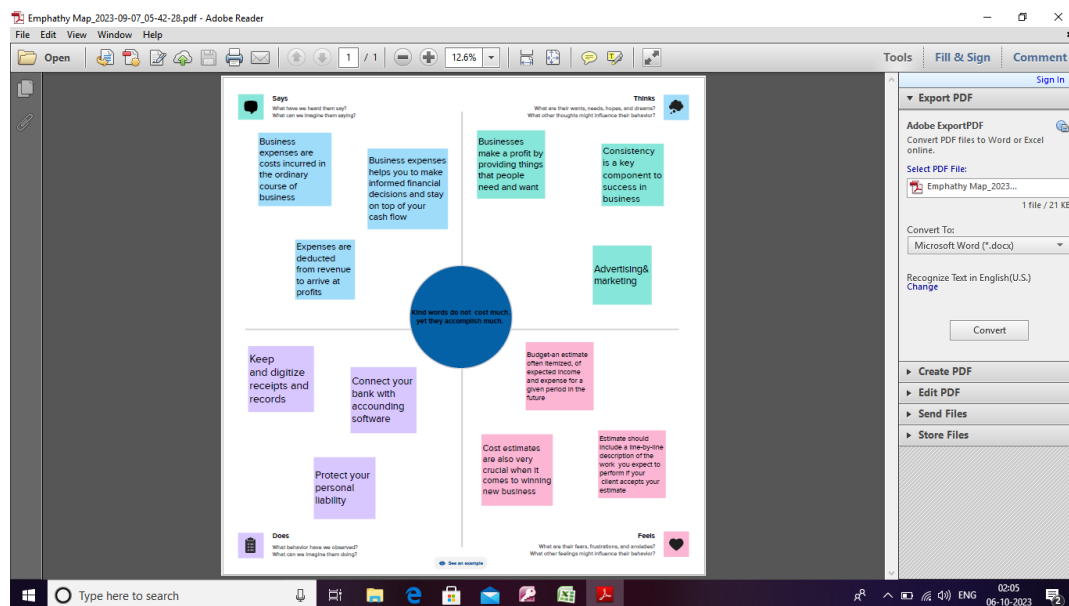 Emphathy Map_2023-09-07_05-42-28.pdf - Adobe Reader
File Edit View Window Help
Open
1 / 1
12.6%
Tools
Fill & Sign
Comment
Sign In
Says
What have we heard them say?
What can we imagine them saying?
Thinks
What are their wants, needs, hopes, and dreams?
What other thoughts might influence their behavior?
Business
expenses are
costs incurred in
the ordinary
course of
business
Business expenses
helps you to make
informed financial
decisions and stay
on top of your
cash flow
Expenses are
deducted
from revenue
to arrive at
profits
Businesses
make a profit by
providing things
that people
need and want
Consistency
is a key
component to
success in
business
Advertising&
marketing
Kind words do not cost much.
yet they accomplish much.
Keep
and digitize
receipts and
records
Connect your
bank with
accounding
software
Protect your
personal
liability
Budget-an estimate
often itemized, of
expected income
and expense for a
given period in the
future
Cost estimates
are also very
crucial when it
comes to winning
new business
Estimate should
include a line-by-line
description of the
work you expect to
perform if your
client accepts your
estimate
Does
What behavior have we observed?
What can we imagine them doing?
Feels
What are their fears, frustrations, and anxieties?
What other feelings might influence their behavior?
See an example
Export PDF
Adobe ExportPDF
Convert PDF files to Word or Excel
online.
Select PDF File:
Emphathy Map_2023...
1 file / 21 KB
Convert To:
Microsoft Word (*.docx)
Recognize Text in English(U.S.)
Change
Convert
Create PDF
Edit PDF
Send Files
Store Files
Type here to search
ENG
02:05
06-10-2023
2